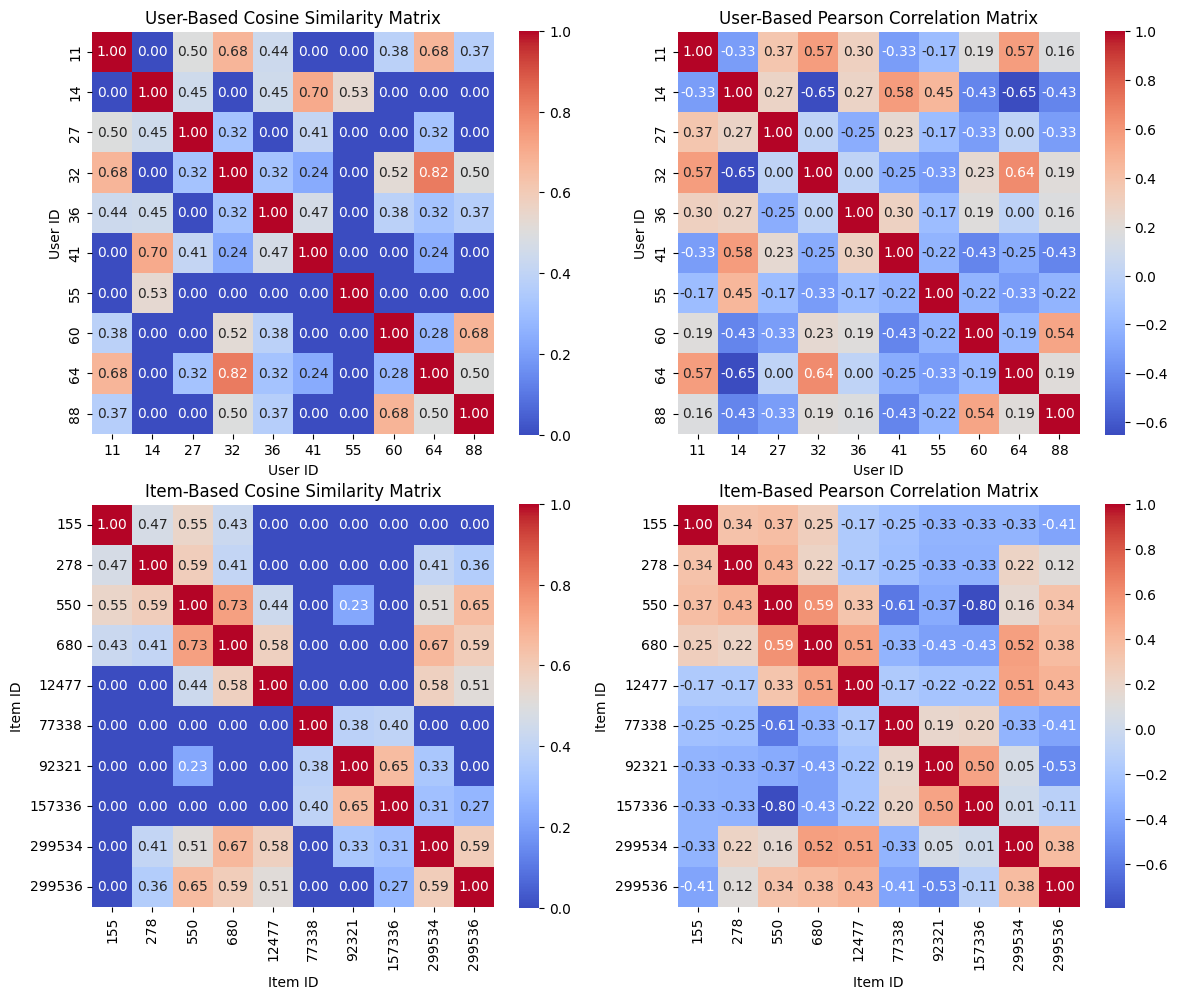 User-Based Cosine Similarity Matrix
11 1.00 0.00 0.50 0.68 0.44 0.00 0.00 0.38 0.68 0.37
14 0.00 1.00 0.45 0.00 0.45 0.70 0.53 0.00 0.00 0.00
27 0.50 0.45 1.00 0.32 0.00 0.41 0.00 0.00 0.32 0.00
32 0.68 0.00 0.32 1.00 0.32 0.24 0.00 0.52 0.82 0.50
36 0.44 0.45 0.00 0.32 1.00 0.47 0.00 0.38 0.32 0.37
41 0.00 0.70 0.41 0.24 0.47 1.00 0.00 0.00 0.24 0.00
55 0.00 0.53 0.00 0.00 0.00 0.00 1.00 0.00 0.00 0.00
60 0.38 0.00 0.00 0.52 0.38 0.00 0.00 1.00 0.28 0.68
64 0.68 0.00 0.32 0.82 0.32 0.24 0.00 0.28 1.00 0.50
88 0.37 0.00 0.00 0.50 0.37 0.00 0.00 0.68 0.50 1.00
11 14 27 32 36 41 55 60 64 88
User ID
User ID
1.0
0.8
0.6
0.4
0.2
0.0
User-Based Pearson Correlation Matrix
11 1.00 -0.33 0.37 0.57 0.30 -0.33 -0.17 0.19 0.57 0.16
14 -0.33 1.00 0.27 -0.65 0.27 0.58 0.45 -0.43 -0.65 -0.43
27 0.37 0.27 1.00 0.00 -0.25 0.23 -0.17 -0.33 0.00 -0.33
32 0.57 -0.65 0.00 1.00 0.00 -0.25 -0.33 0.23 0.64 0.19
36 0.30 0.27 -0.25 0.00 1.00 0.30 -0.17 0.19 0.00 0.16
41 -0.33 0.58 0.23 -0.25 0.30 1.00 -0.22 -0.43 -0.25 -0.43
55 -0.17 0.45 -0.17 -0.33 -0.17 -0.22 1.00 -0.22 -0.33 -0.22
60 0.19 -0.43 -0.33 0.23 0.19 -0.43 -0.22 1.00 -0.19 0.54
64 0.57 -0.65 0.00 0.64 0.00 -0.25 -0.33 -0.19 1.00 0.19
88 0.16 -0.43 -0.33 0.19 0.16 -0.43 -0.22 0.54 0.19 1.00
11 14 27 32 36 41 55 60 64 88
User ID
User ID
1.0
0.8
0.6
0.4
0.2
0.0
−0.2
−0.4
−0.6
Item-Based Cosine Similarity Matrix
155 1.00 0.47 0.55 0.43 0.00 0.00 0.00 0.00 0.00 0.00
278 0.47 1.00 0.59 0.41 0.00 0.00 0.00 0.00 0.41 0.36
550 0.55 0.59 1.00 0.73 0.44 0.00 0.23 0.00 0.51 0.65
680 0.43 0.41 0.73 1.00 0.58 0.00 0.00 0.00 0.67 0.59
12477 0.00 0.00 0.44 0.58 1.00 0.00 0.00 0.00 0.58 0.51
77338 0.00 0.00 0.00 0.00 0.00 1.00 0.38 0.40 0.00 0.00
92321 0.00 0.00 0.23 0.00 0.00 0.38 1.00 0.65 0.33 0.00
157336 0.00 0.00 0.00 0.00 0.00 0.40 0.65 1.00 0.31 0.27
299534 0.00 0.41 0.51 0.67 0.58 0.00 0.33 0.31 1.00 0.59
299536 0.00 0.36 0.65 0.59 0.51 0.00 0.00 0.27 0.59 1.00
155 278 550 680 12477 77338 92321 157336 299534 299536
Item ID
Item ID
1.0
0.8
0.6
0.4
0.2
0.0
Item-Based Pearson Correlation Matrix
155 1.00 0.34 0.37 0.25 -0.17 -0.25 -0.33 -0.33 -0.33 -0.41
278 0.34 1.00 0.43 0.22 -0.17 -0.25 -0.33 -0.33 0.22 0.12
550 0.37 0.43 1.00 0.59 0.33 -0.61 -0.37 -0.80 0.16 0.34
680 0.25 0.22 0.59 1.00 0.51 -0.33 -0.43 -0.43 0.52 0.38
12477 -0.17 -0.17 0.33 0.51 1.00 -0.17 -0.22 -0.22 0.51 0.43
77338 -0.25 -0.25 -0.61 -0.33 -0.17 1.00 0.19 0.20 -0.33 -0.41
92321 -0.33 -0.33 -0.37 -0.43 -0.22 0.19 1.00 0.50 0.05 -0.53
157336 -0.33 -0.33 -0.80 -0.43 -0.22 0.20 0.50 1.00 0.01 -0.11
299534 -0.33 0.22 0.16 0.52 0.51 -0.33 0.05 0.01 1.00 0.38
299536 -0.41 0.12 0.34 0.38 0.43 -0.41 -0.53 -0.11 0.38 1.00
155 278 550 680 12477 77338 92321 157336 299534 299536
Item ID
Item ID
1.0
0.8
0.6
0.4
0.2
0.0
−0.2
−0.4
−0.6